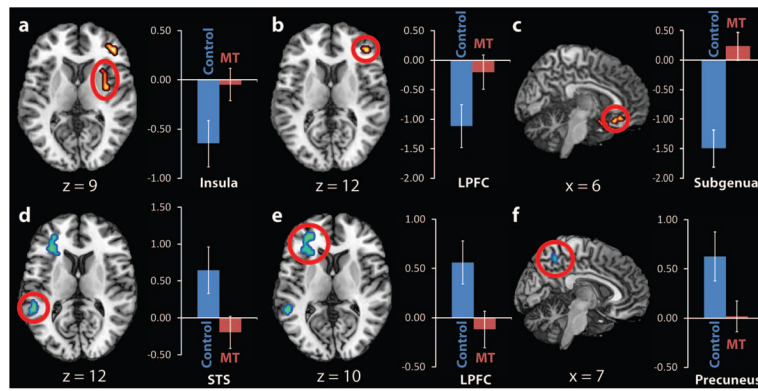 a
0.50
0.00
-0.50
-1.00
Control
MT
Insula
z = 9
b
0.50
0.00
-0.50
-1.00
-1.50
-2.00
Control
MT
LPFC
z = 12
c
0.50
0.00
-0.50
-1.00
-1.50
-2.00
Control
MT
Subgenua
x = 6
d
1.50
1.00
0.50
0.00
0.50
Control
MT
STS
z = 12
e
1.00
0.50
0.00
-0.50
-1.00
Control
MT
LPFC
z = 10
f
1.00
0.50
0.00
-0.50
-1.00
Control
MT
Precuneus
x = 7